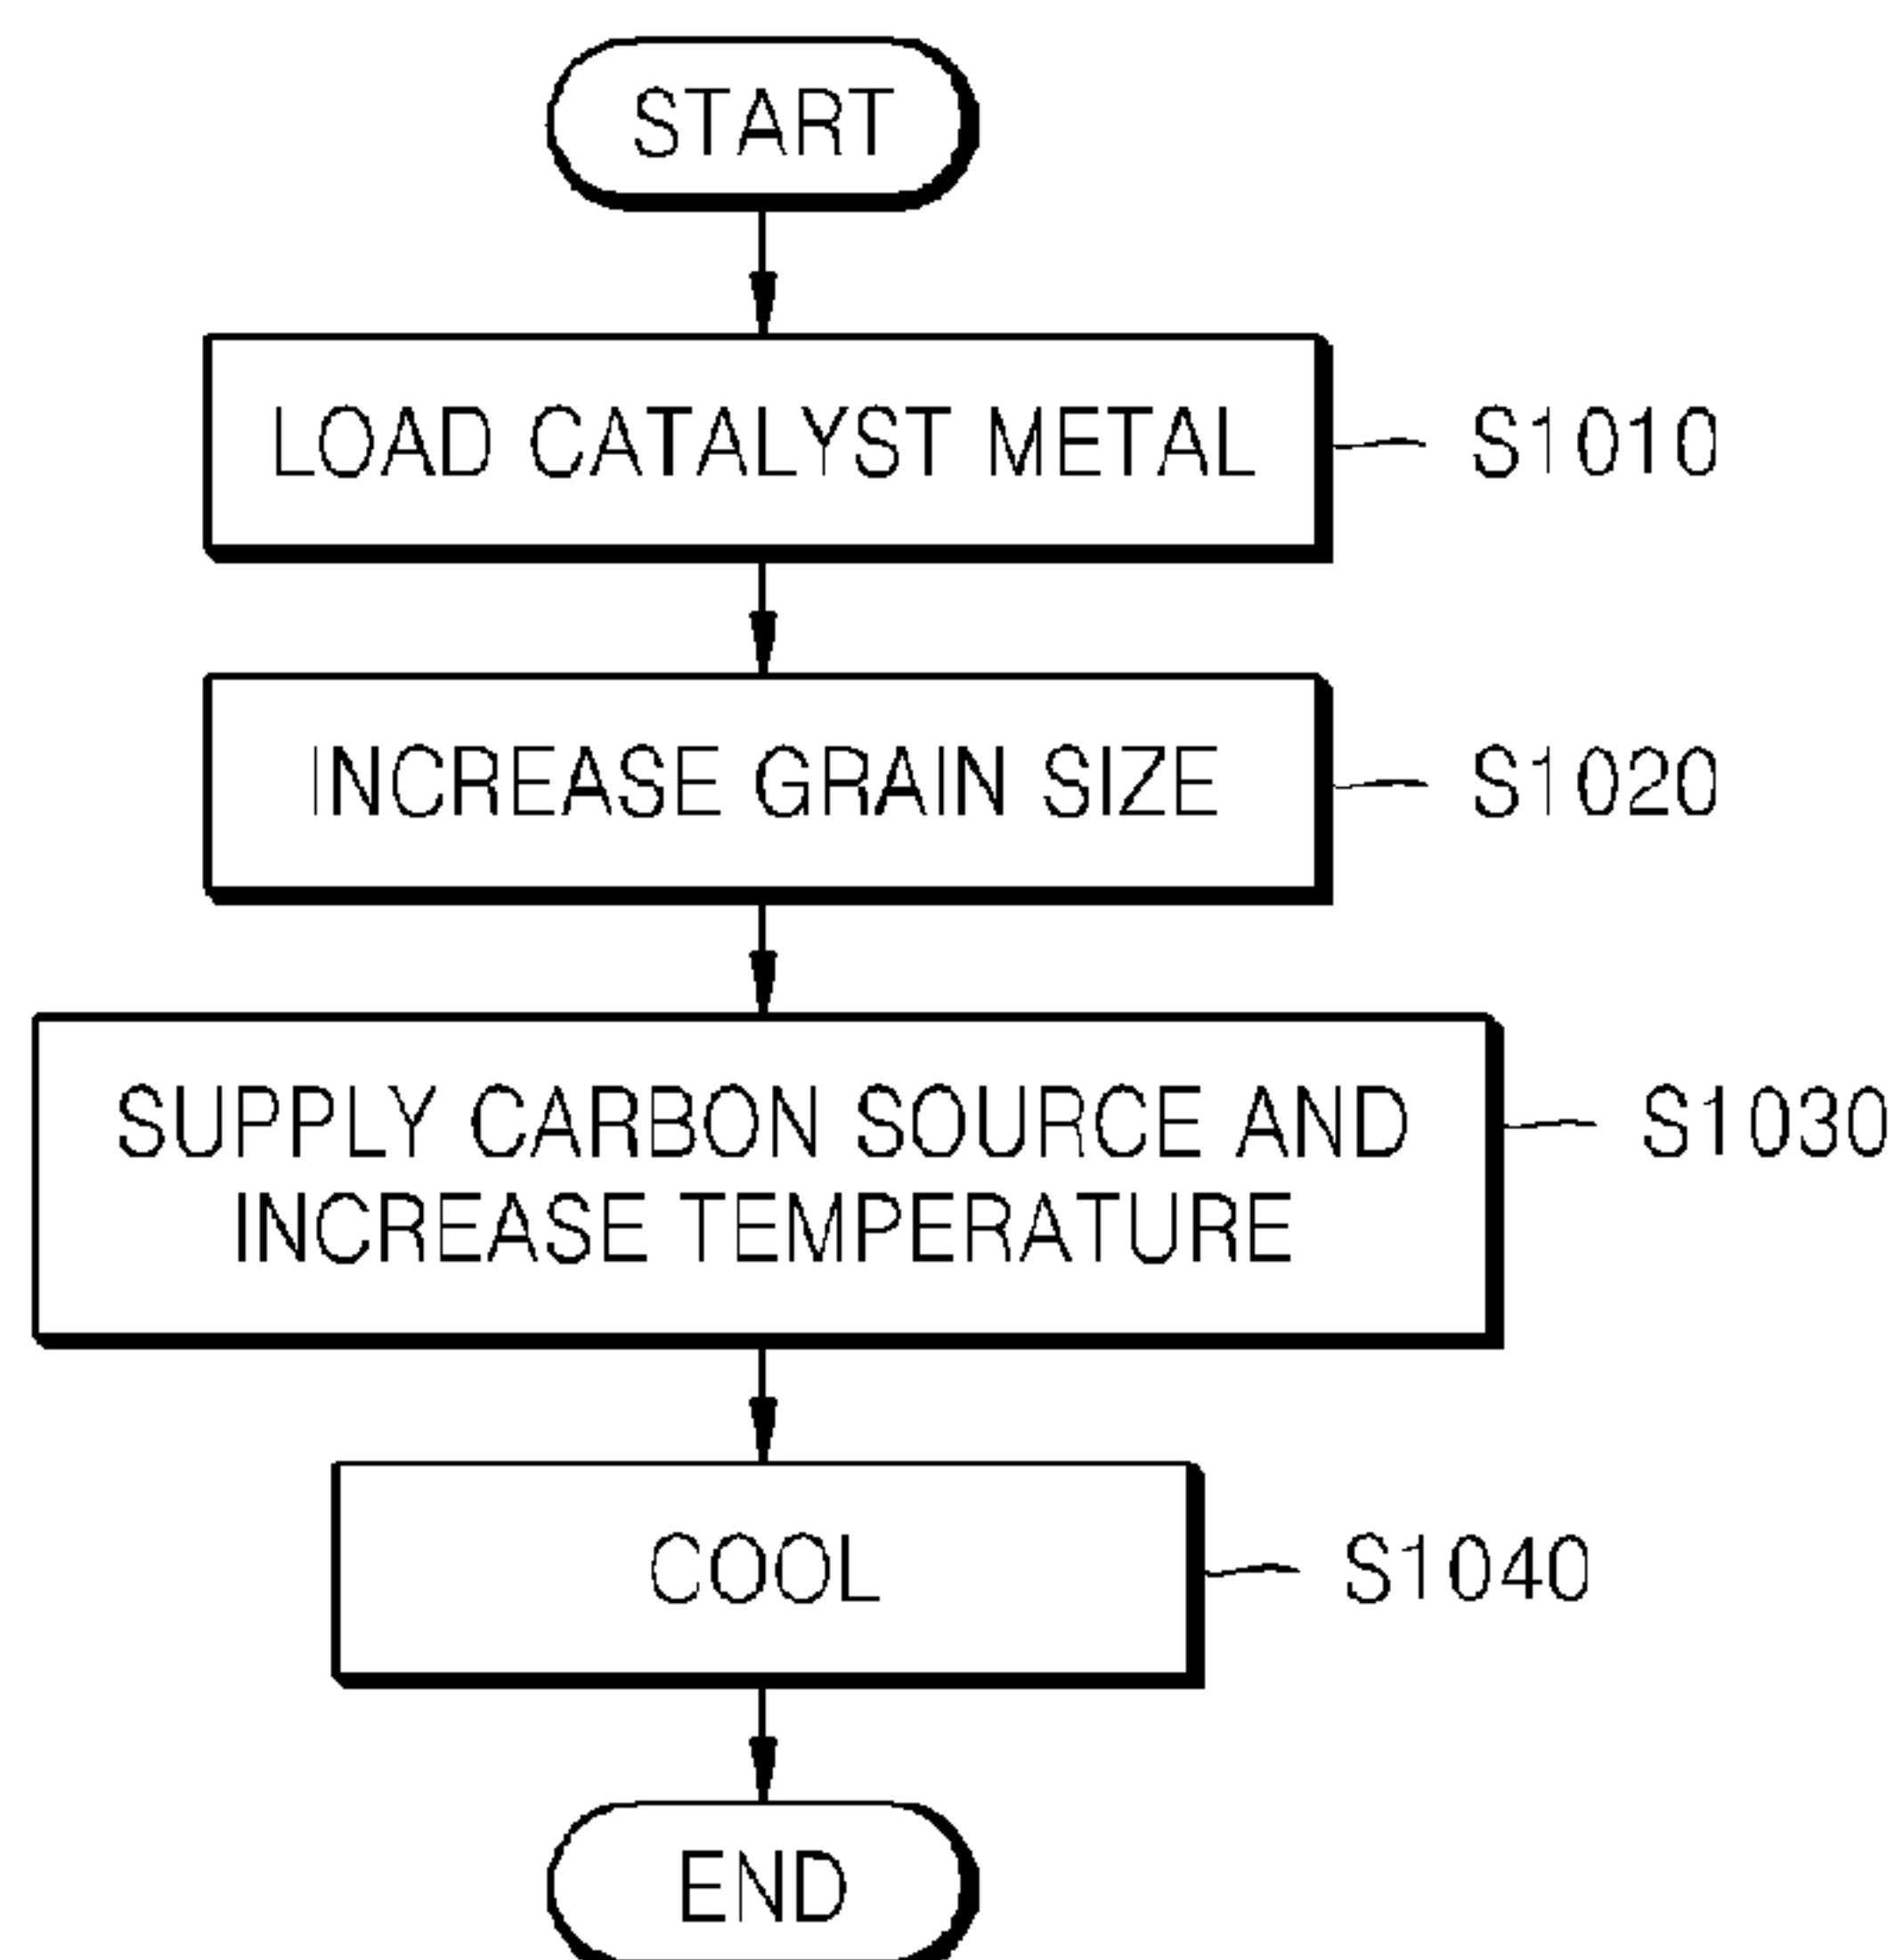 START
LOAD CATALYST METAL
S1010
INCREASE GRAIN SIZE
S1020
SUPPLY CARBON SOURCE AND
INCREASE TEMPERATURE
S1030
COOL
S1040
END